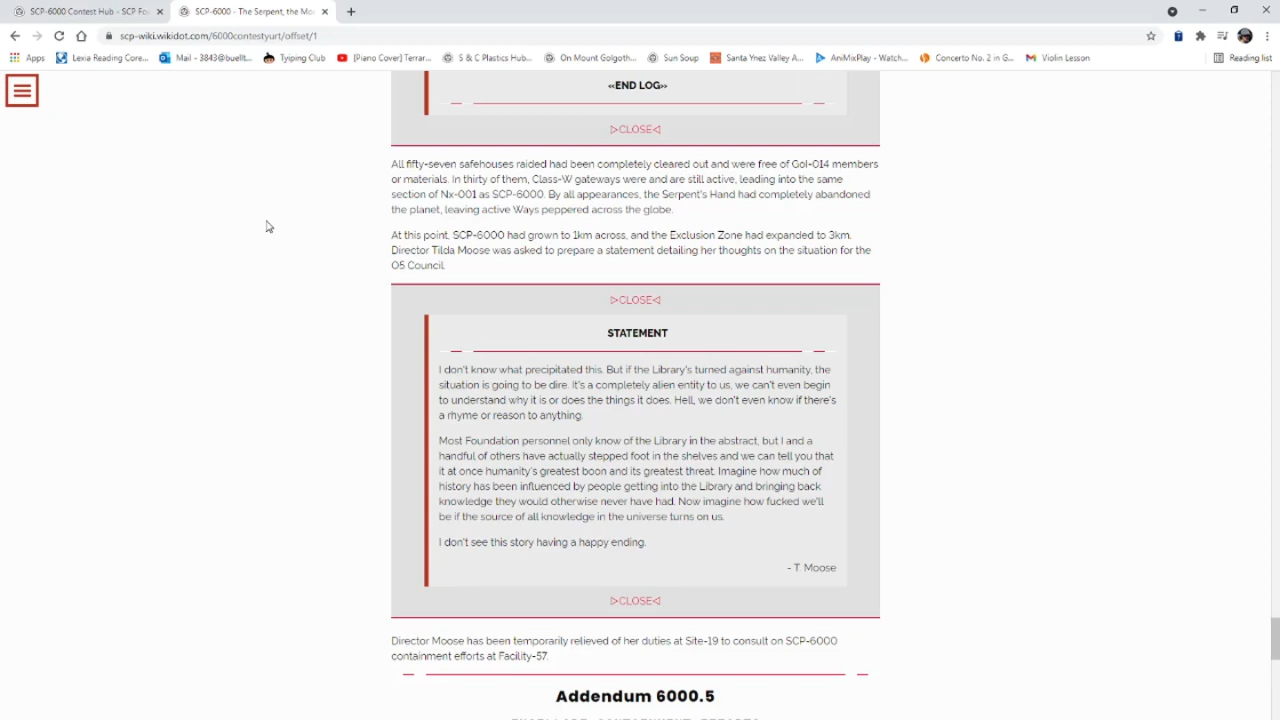 SCP-6000 Contest Hub - SCP Fo
SCP-6000 - The Serpent, the Mo
scp-wiki.wikidot.com/6000contestyurt/offset/1
Apps
Lexia Reading Core...
Mail - 3843@buellt...
Tyiping Club
[Piano Cover] Terrar...
S & C Plastics Hub...
On Mount Golgoth...
Sun Soup
Santa Ynez Valley A...
AniMixPlay - Watch...
Concerto No. 2 in G...
Violin Lesson
Reading list
«END LOG»
▷CLOSE◁
All fifty-seven safehouses raided had been completely cleared out and were free of GoI-014 members
or materials. In thirty of them, Class-W gateways were and are still active, leading into the same
section of Nx-001 as SCP-6000. By all appearances, the Serpent's Hand had completely abandoned
the planet, leaving active Ways peppered across the globe.
At this point, SCP-6000 had grown to 1km across, and the Exclusion Zone had expanded to 3km.
Director Tilda Moose was asked to prepare a statement detailing her thoughts on the situation for the
O5 Council.
▷CLOSE◁
STATEMENT
I don't know what precipitated this. But if the Library's turned against humanity, the
situation is going to be dire. It's a completely alien entity to us, we can't even begin
to understand why it is or does the things it does. Hell, we don't even know if there's
a rhyme or reason to anything.
Most Foundation personnel only know of the Library in the abstract, but I and a
handful of others have actually stepped foot in the shelves and we can tell you that
it at once humanity's greatest boon and its greatest threat. Imagine how much of
history has been influenced by people getting into the Library and bringing back
knowledge they would otherwise never have had. Now imagine how fucked we'll
be if the source of all knowledge in the universe turns on us.
I don't see this story having a happy ending.
- T. Moose
▷CLOSE◁
Director Moose has been temporarily relieved of her duties at Site-19 to consult on SCP-6000
containment efforts at Facility-57.
Addendum 6000.5